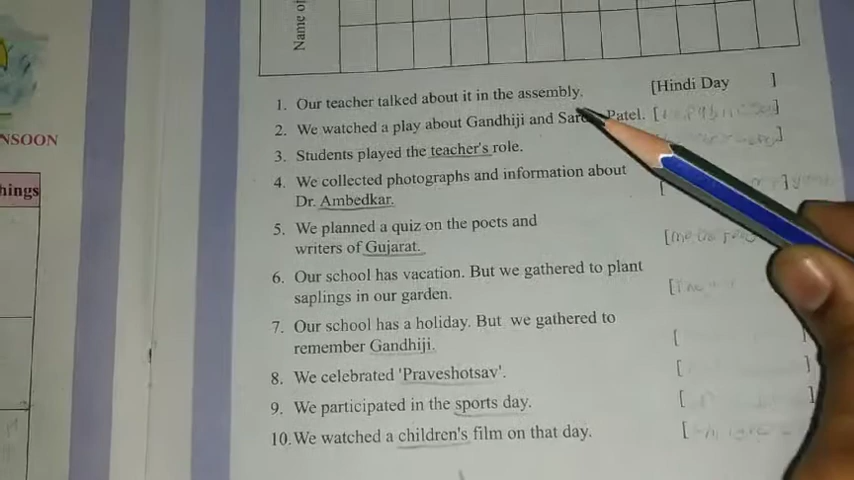 Name of
NSOON
hings
1. Our teacher talked about it in the assembly. [Hindi Day ]
2. We watched a play about Gandhiji and Patel. [ ]
3. Students played the teacher's role. ]
4. We collected photographs and information about [ ]
Dr. Ambedkar.
5. We planned a quiz on the poets and [
writers of Gujarat.
6. Our school has vacation. But we gathered to plant [
saplings in our garden.
7. Our school has a holiday. But we gathered to [ ]
remember Gandhiji.
8. We celebrated 'Praveshotsav'. [ ]
9. We participated in the sports day. [ ]
10. We watched a children's film on that day. [